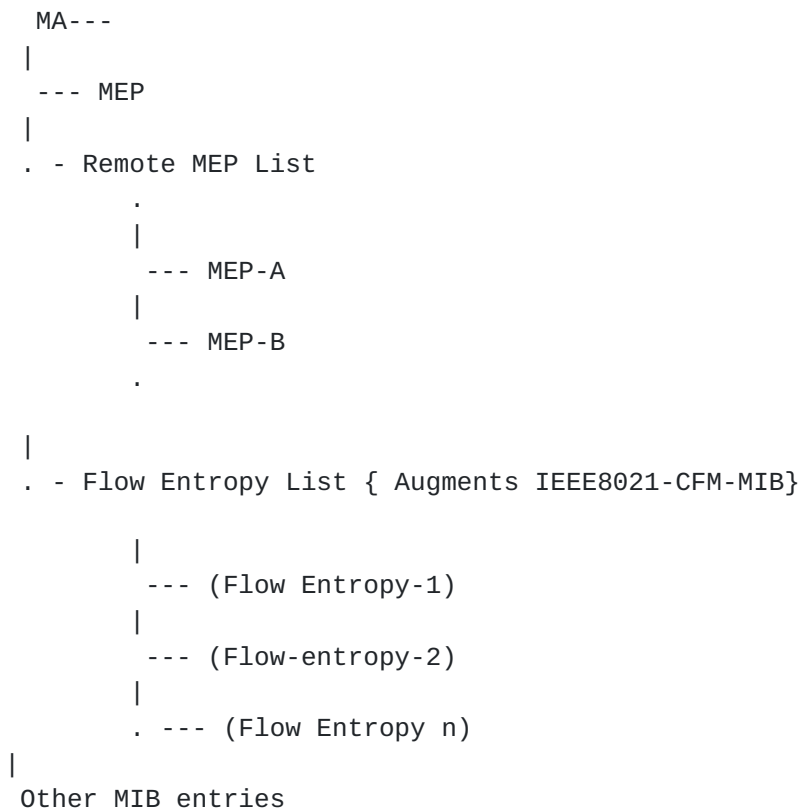 MA---
|
--- MEP
|
. - Remote MEP List
.
|
--- MEP-A
|
--- MEP-B
.
|
. - Flow Entropy List { Augments IEEE8021-CFM-MIB}
|
--- (Flow Entropy-1)
|
--- (Flow-entropy-2)
|
. --- (Flow Entropy n)
|
Other MIB entries